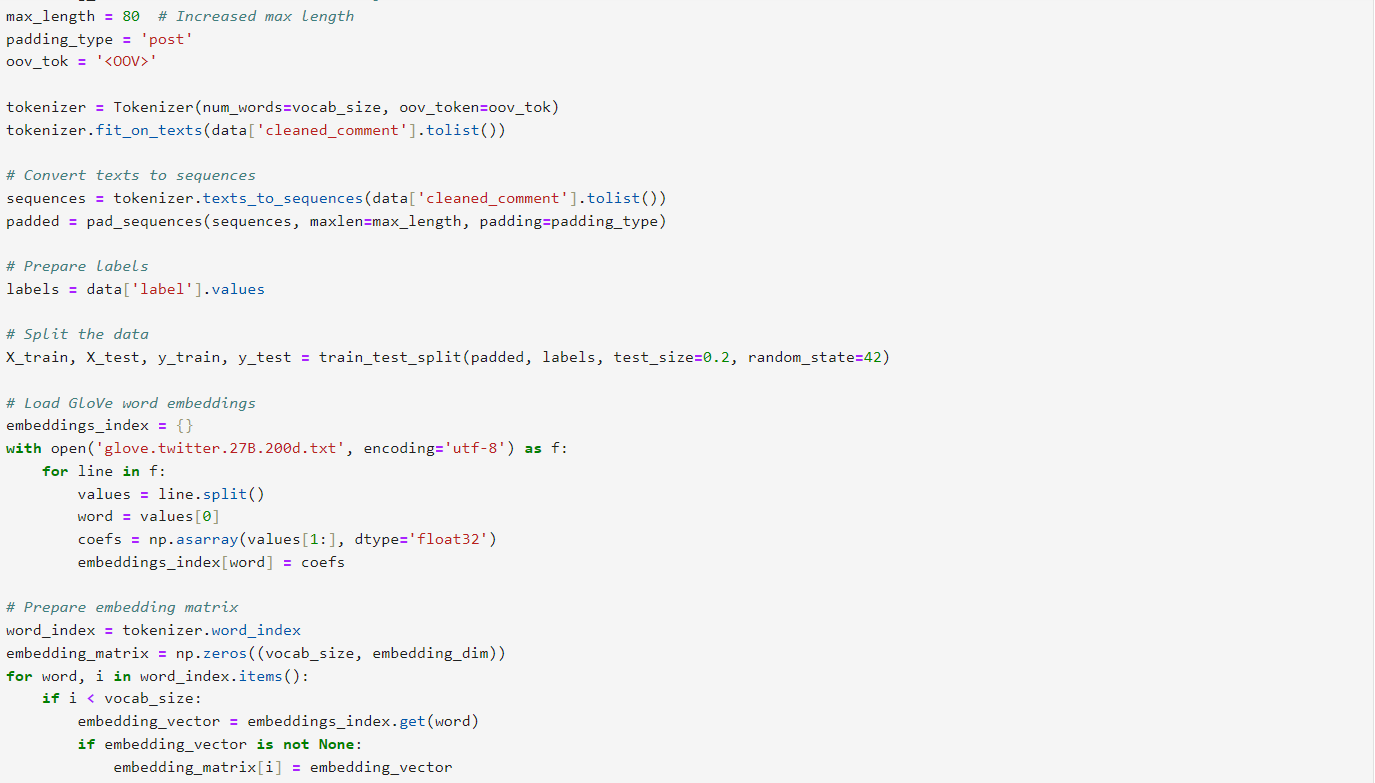 max_length = 80  # Increased max length
padding_type = 'post'
oov_tok = '<OOV>'

tokenizer = Tokenizer(num_words=vocab_size, oov_token=oov_tok)
tokenizer.fit_on_texts(data['cleaned_comment'].tolist())

# Convert texts to sequences
sequences = tokenizer.texts_to_sequences(data['cleaned_comment'].tolist())
padded = pad_sequences(sequences, maxlen=max_length, padding=padding_type)

# Prepare labels
labels = data['label'].values

# Split the data
X_train, X_test, y_train, y_test = train_test_split(padded, labels, test_size=0.2, random_state=42)

# Load GloVe word embeddings
embeddings_index = {}
with open('glove.twitter.27B.200d.txt', encoding='utf-8') as f:
    for line in f:
        values = line.split()
        word = values[0]
        coefs = np.asarray(values[1:], dtype='float32')
        embeddings_index[word] = coefs

# Prepare embedding matrix
word_index = tokenizer.word_index
embedding_matrix = np.zeros((vocab_size, embedding_dim))
for word, i in word_index.items():
    if i < vocab_size:
        embedding_vector = embeddings_index.get(word)
        if embedding_vector is not None:
            embedding_matrix[i] = embedding_vector